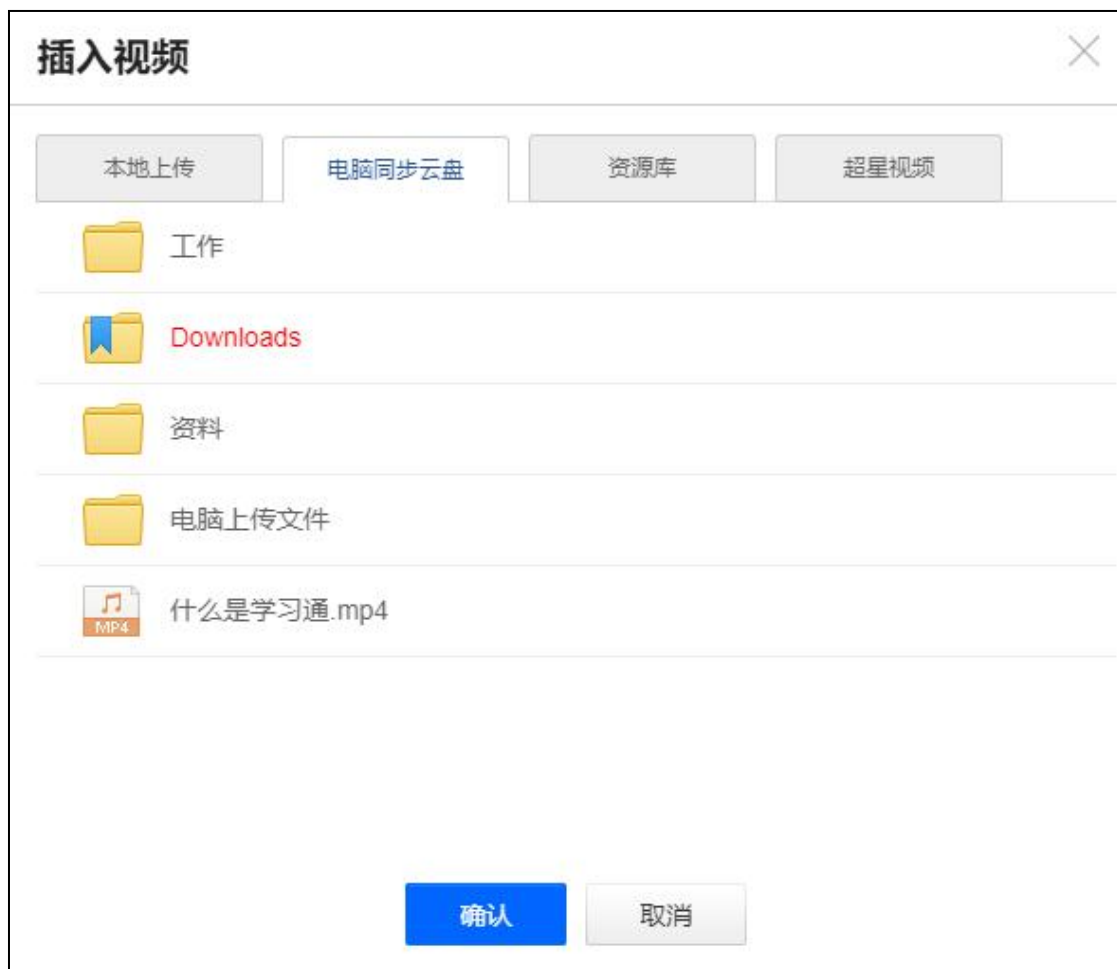 插入视频
本地上传 电脑同步云盘 资源库 超星视频
工作
Downloads
资料
电脑上传文件
MP4 什么是学习通.mp4
确认 取消